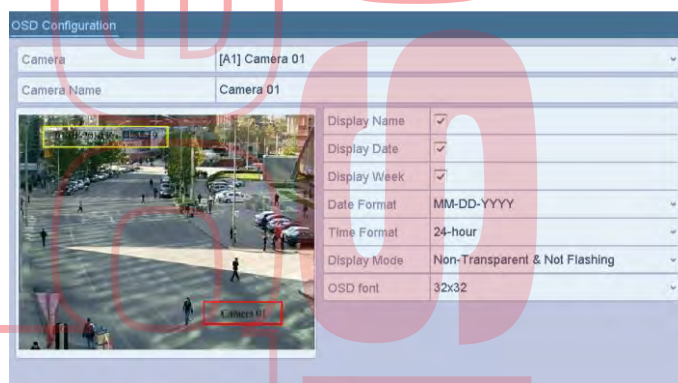 OSD Configuration
Camera [A1] Camera 01
Camera Name Camera 01
Display Name
Display Date
Display Week
Date Format MM-DD-YYYY
Time Format 24-hour
Display Mode Non-Transparent & Not Flashing
OSD font 32x32
Camera 01